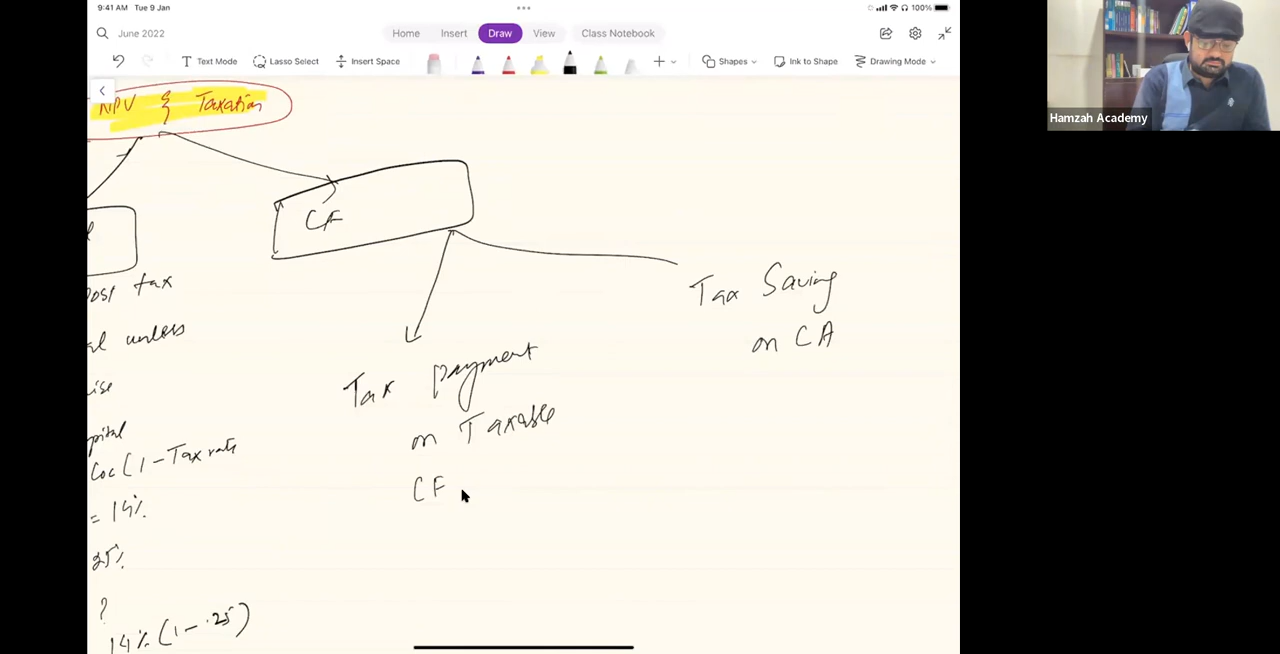 9:41 AM Tue 9 Jan
100%
June 2022
Home Insert Draw View Class Notebook
Text Mode Lasso Select Insert Space Shapes Ink to Shape Drawing Mode
Hamzah Academy
NPV & Taxation
CF
post tax
unless
Tax Saving
on CA
Tax payment
on Taxable
CF
CoC (1 - Tax rate
= 14%
25%
?
14% (1 - .25)